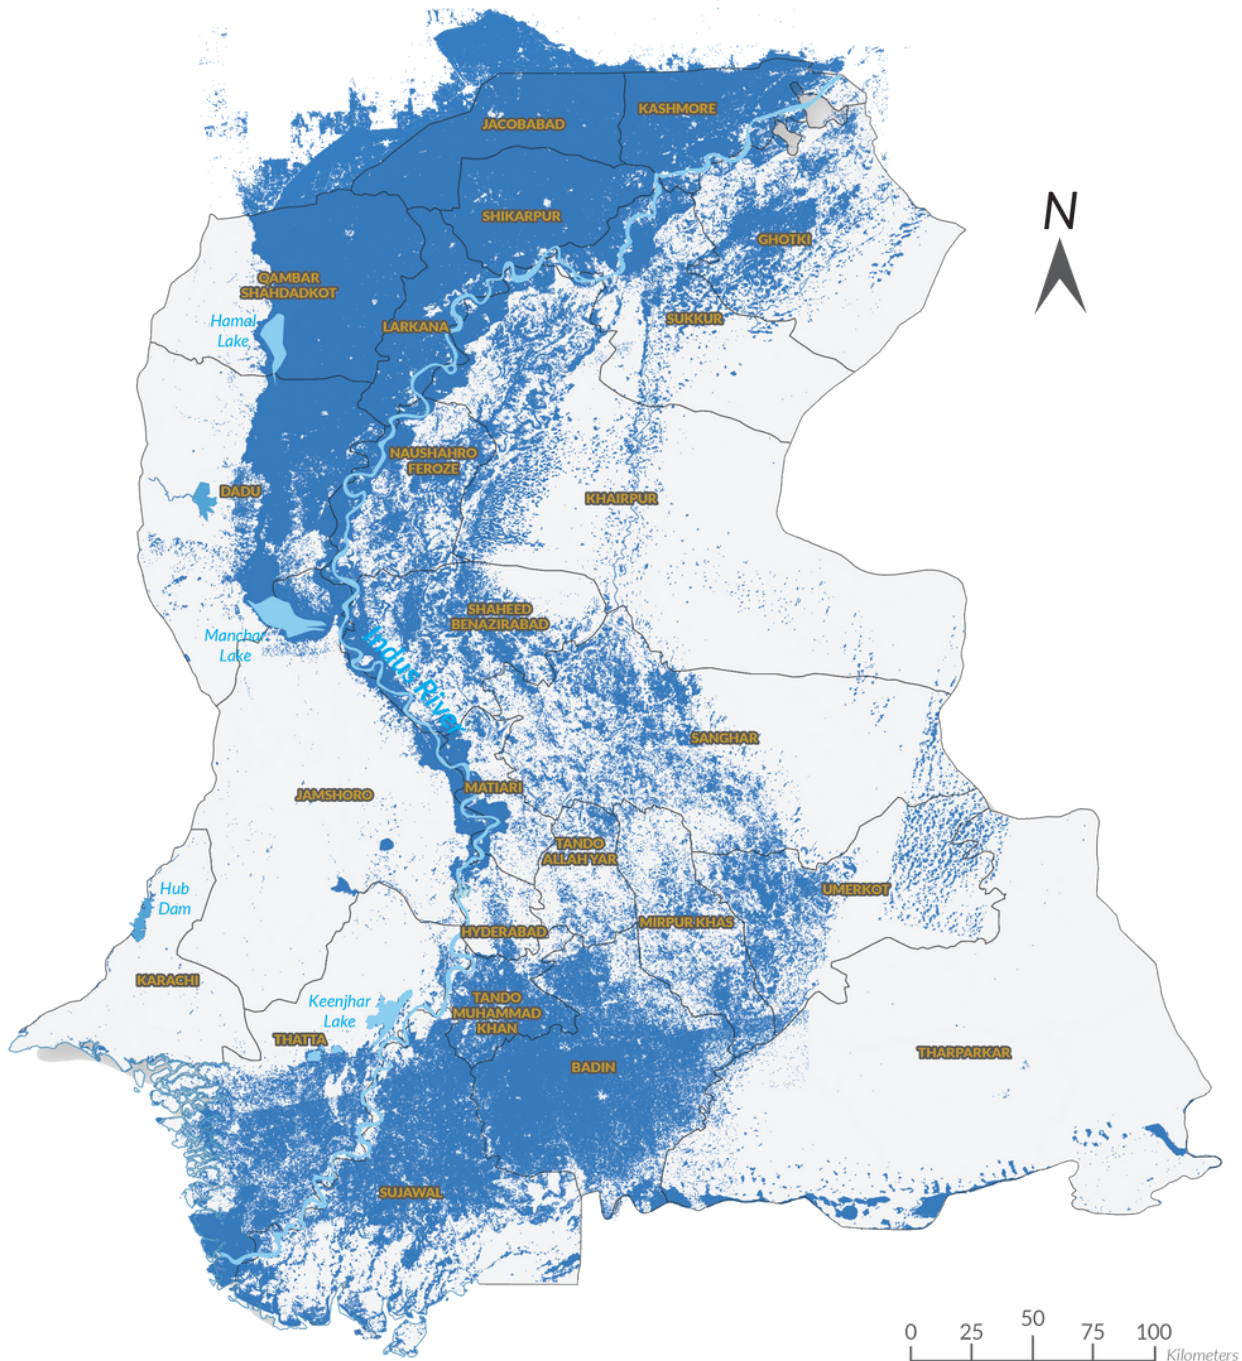 N
KASHMORE
JACOBABAD
SHIKARPUR
GHOTKI
QAMBAR
SHAHDADKOT
Hamal
Lake
LARKANA
SUKKUR
NAUSHAHRO
FEROZE
DADU
KHAIRPUR
SHAHEED
BENAZIRABAD
Manchar
Lake
Indus River
SANGHAR
MATIARI
JAMSHORO
TANDO
ALLAH YAR
UMERKOT
Hub
Dam
MIRPUR KHAS
HYDERABAD
KARACHI
Keenjhar
Lake
TANDO
MUHAMMAD
KHAN
THATTA
THARPARKAR
BADIN
SUJAWAL
0 25 50 75 100
Kilometers